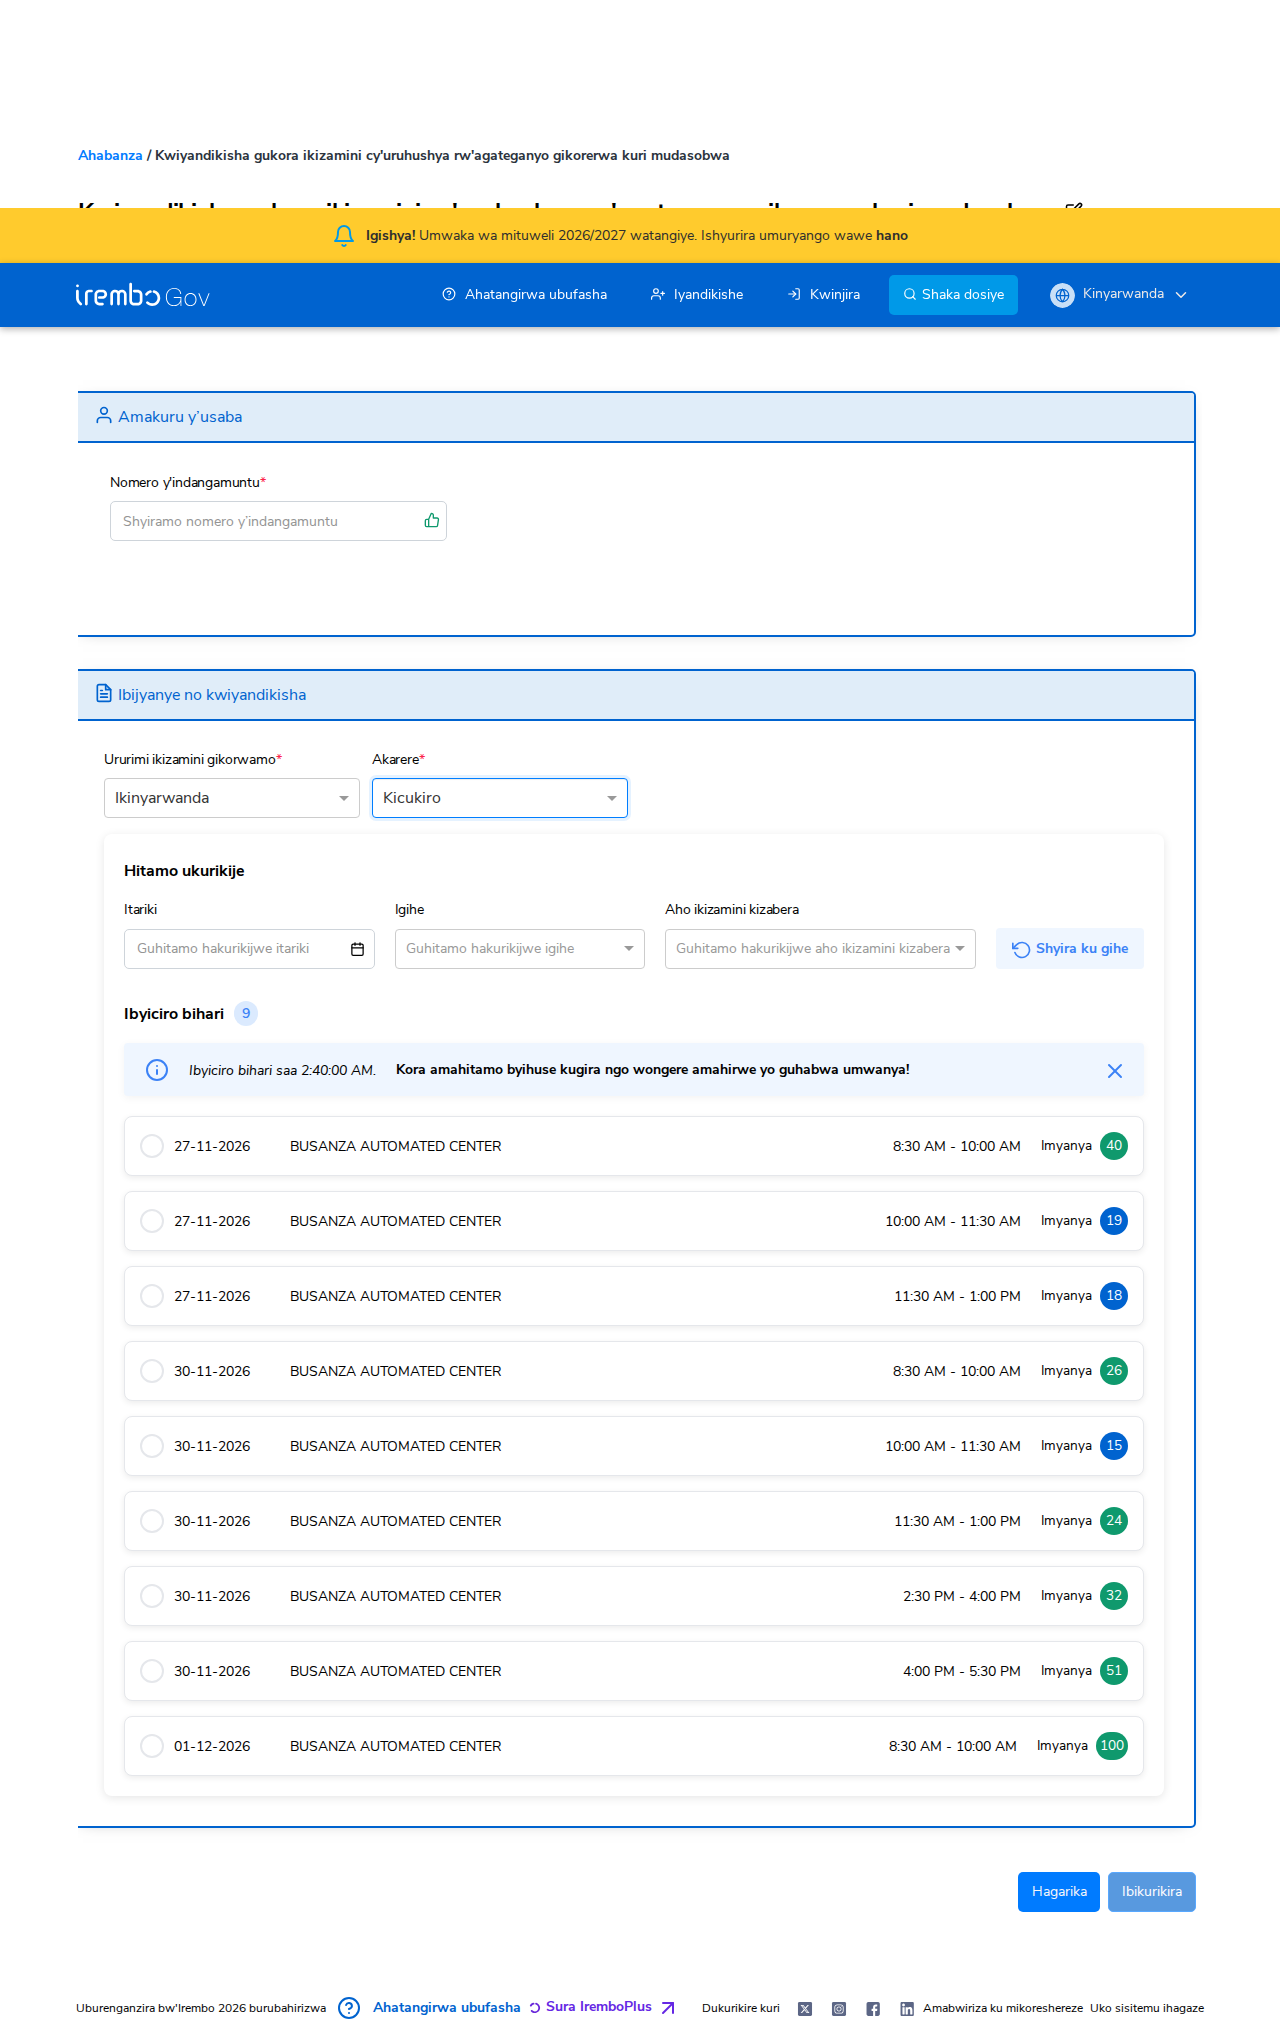 Ahabanza / Kwiyandikisha gukora ikizamini cy'uruhushya rw'agateganyo gikorerwa kuri mudasobwa
Igishya! Umwaka wa mituweli 2026/2027 watangiye. Ishyurira umuryango wawe hano
irembo Gov
Ahatangirwa ubufasha
Iyandikishe
Kwinjira
Shaka dosiye
Kinyarwanda
Amakuru y’usaba
Nomero y'indangamuntu*
Shyiramo nomero y’indangamuntu
Ibijyanye no kwiyandikisha
Ururimi ikizamini gikorwamo* Akarere*
Ikinyarwanda Kicukiro
Hitamo ukurikije
Itariki Igihe Aho ikizamini kizabera
Guhitamo hakurikijwe itariki Guhitamo hakurikijwe igihe Guhitamo hakurikijwe aho ikizamini kizabera Shyira ku gihe
Ibyiciro bihari 9
Ibyiciro bihari saa 2:40:00 AM. Kora amahitamo byihuse kugira ngo wongere amahirwe yo guhabwa umwanya!
27-11-2026 BUSANZA AUTOMATED CENTER 8:30 AM - 10:00 AM Imyanya 40
27-11-2026 BUSANZA AUTOMATED CENTER 10:00 AM - 11:30 AM Imyanya 19
27-11-2026 BUSANZA AUTOMATED CENTER 11:30 AM - 1:00 PM Imyanya 18
30-11-2026 BUSANZA AUTOMATED CENTER 8:30 AM - 10:00 AM Imyanya 26
30-11-2026 BUSANZA AUTOMATED CENTER 10:00 AM - 11:30 AM Imyanya 15
30-11-2026 BUSANZA AUTOMATED CENTER 11:30 AM - 1:00 PM Imyanya 24
30-11-2026 BUSANZA AUTOMATED CENTER 2:30 PM - 4:00 PM Imyanya 32
30-11-2026 BUSANZA AUTOMATED CENTER 4:00 PM - 5:30 PM Imyanya 51
01-12-2026 BUSANZA AUTOMATED CENTER 8:30 AM - 10:00 AM Imyanya 100
Hagarika Ibikurikira
Uburenganzira bw'Irembo 2026 burubahirizwa Ahatangirwa ubufasha Sura IremboPlus Dukurikire kuri Amabwiriza ku mikoreshereze Uko sisitemu ihagaze